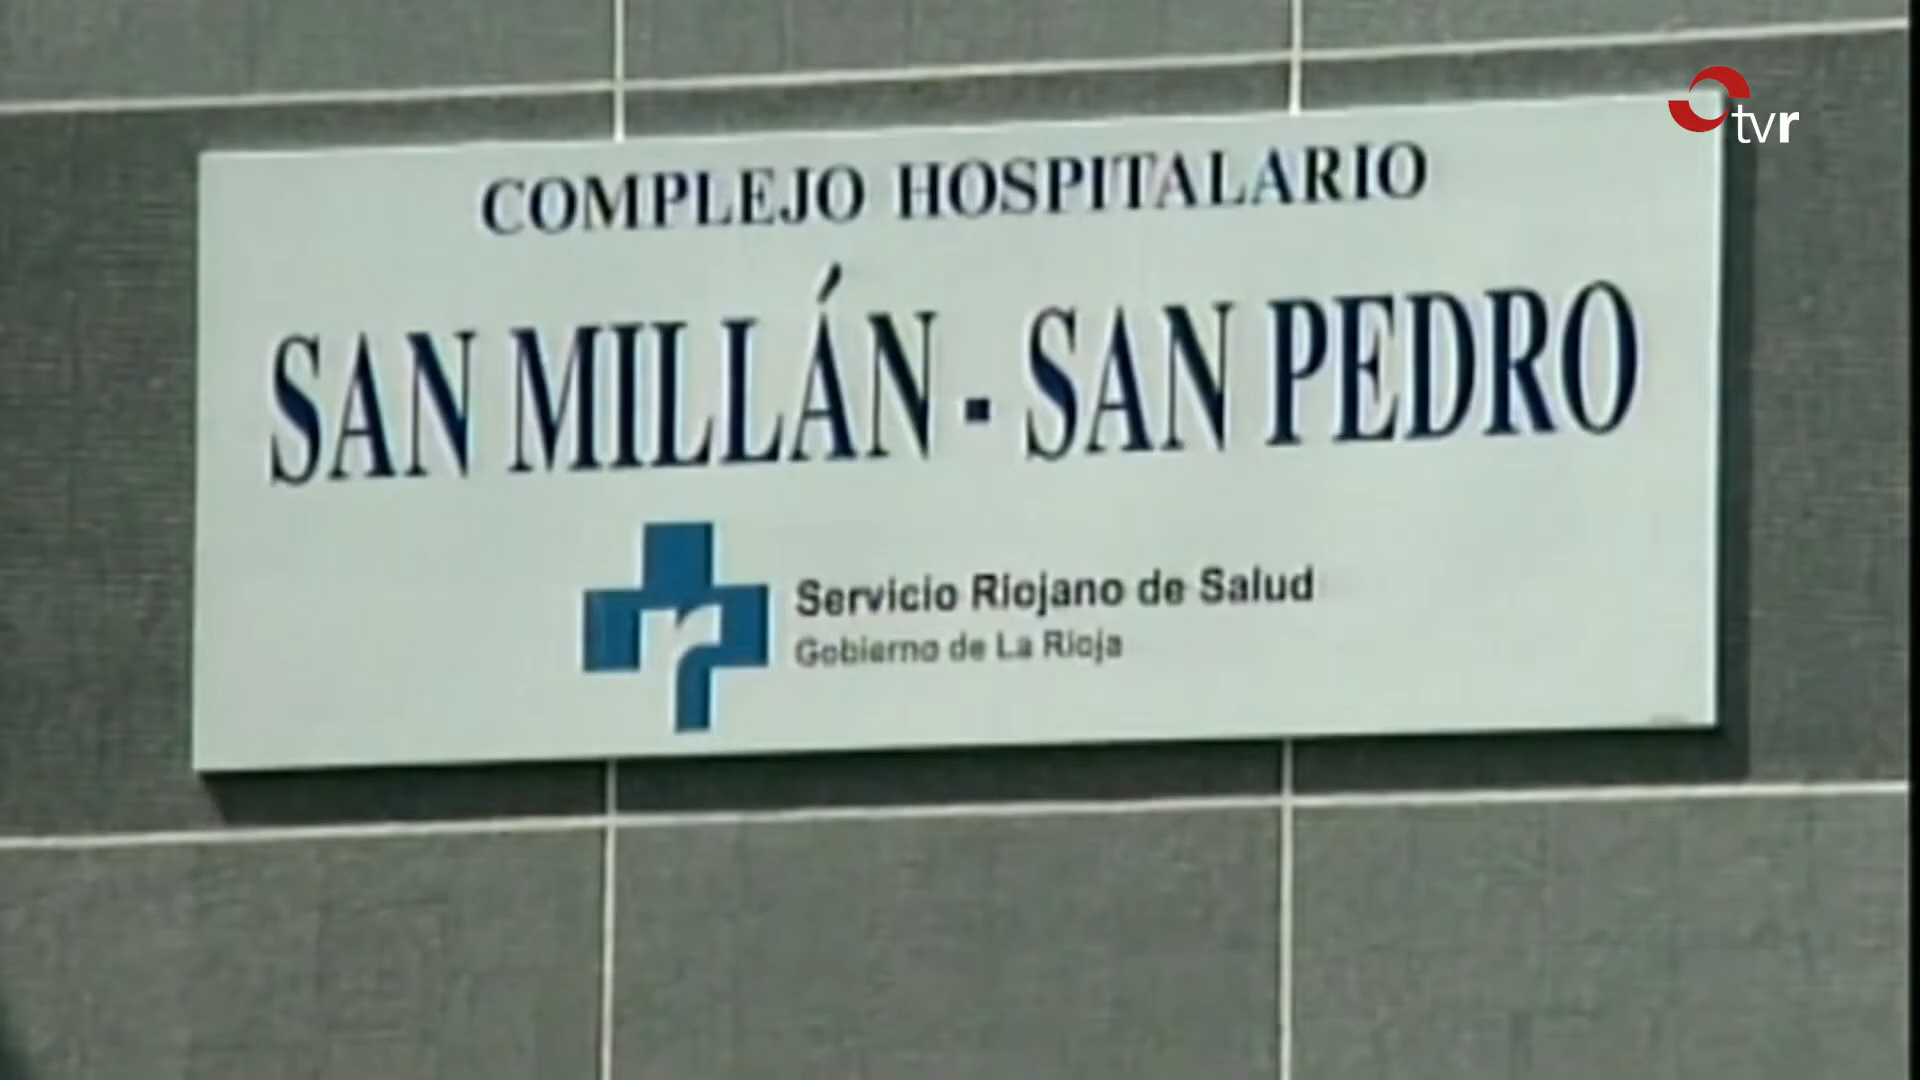 tvr
COMPLEJO HOSPITALARIO
SAN MILLÁN - SAN PEDRO
r
Servicio Riojano de Salud
Gobierno de La Rioja